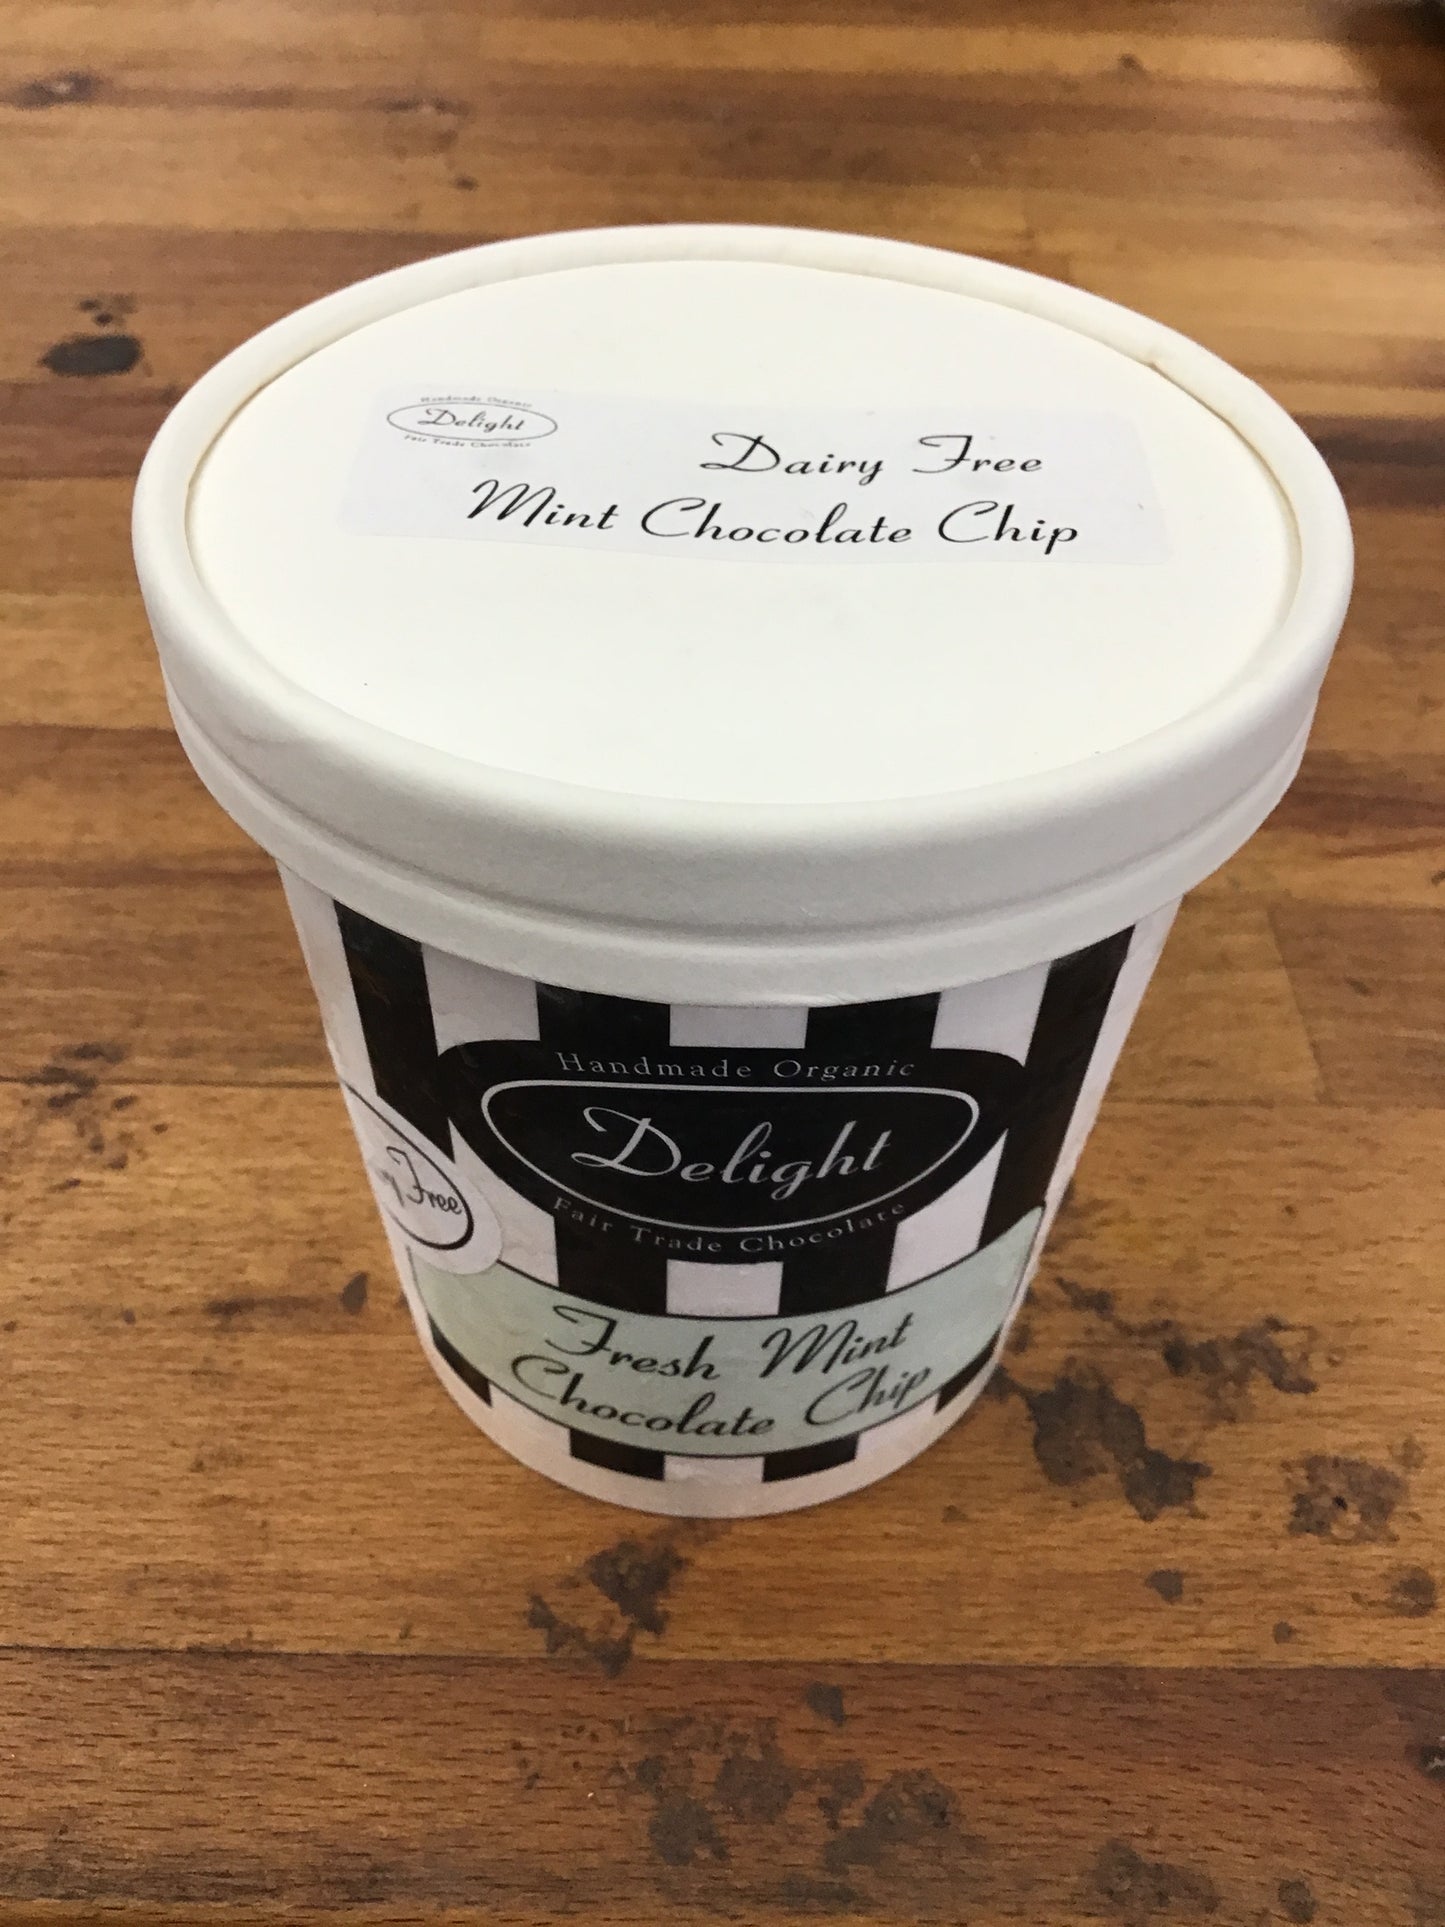 Handmade Organic
Delight
Fair Trade Chocolate
Dairy Free
Mint Chocolate Chip
Handmade Organic
Delight
Fair Trade Chocolate
Free
Fresh Mint
Chocolate Chip